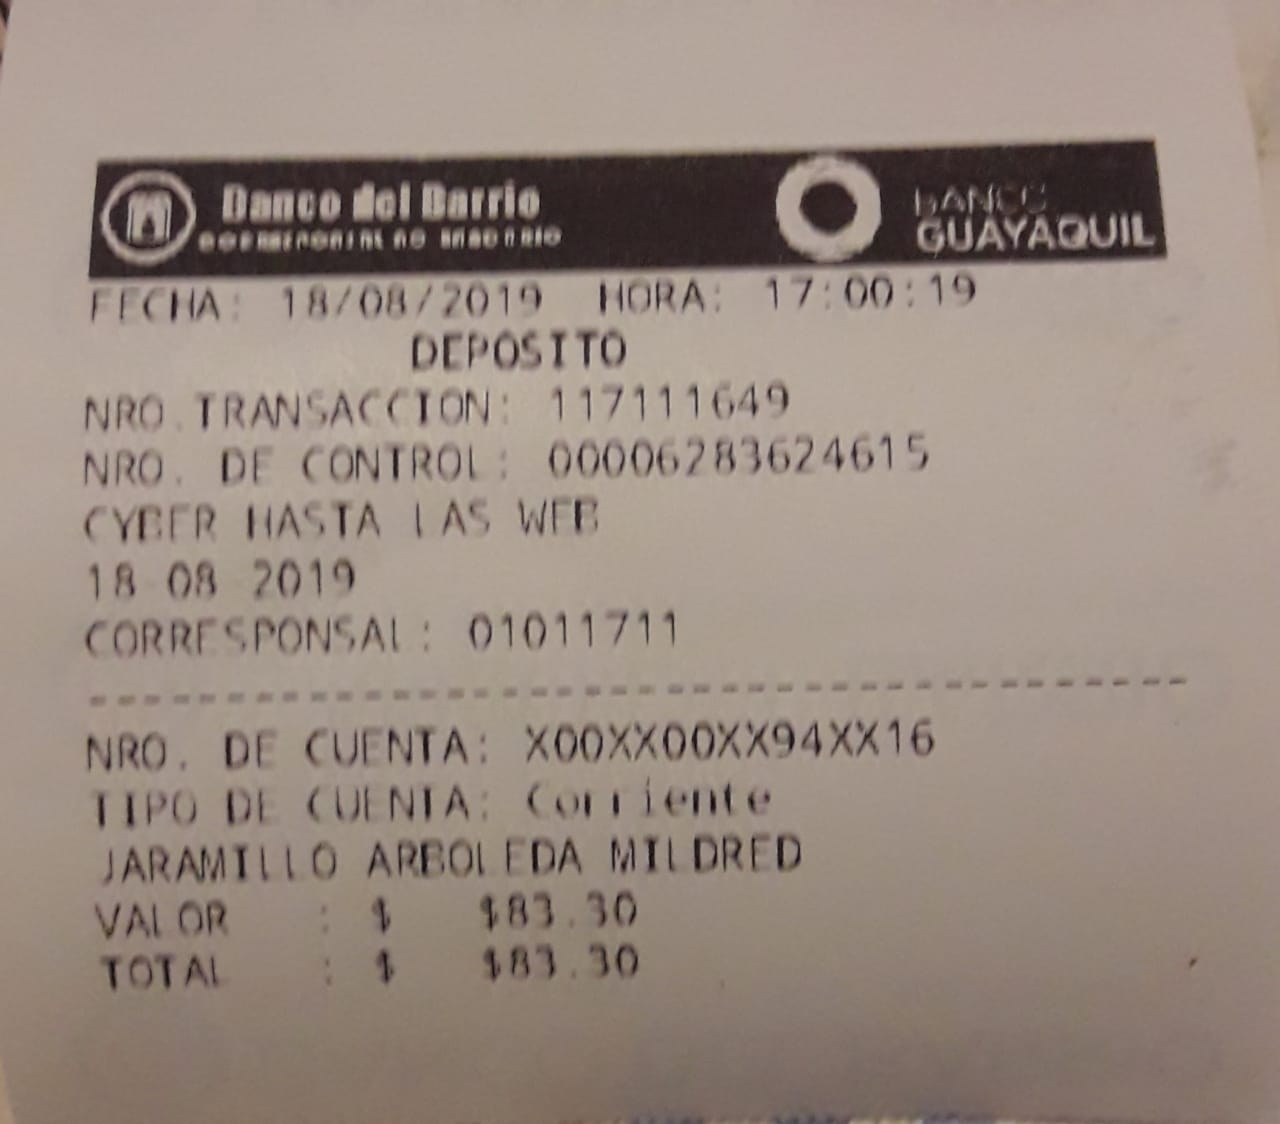 Banco del Barrio
BANCO
GUAYAQUIL
FECHA: 18/08/2019 HORA: 17:00:19
DEPOSITO
NRO.TRANSACCION: 117111649
NRO. DE CONTROL: 00006283624615
CYBER HASTA LAS WEB
18 08 2019
CORRESPONSAL: 01011711
----------------------------------------
NRO. DE CUENTA: X00XX00XX94XX16
TIPO DE CUENTA: Corriente
JARAMILLO ARBOLEDA MILDRED
VALOR : $ $83.30
TOTAL : $ $83.30